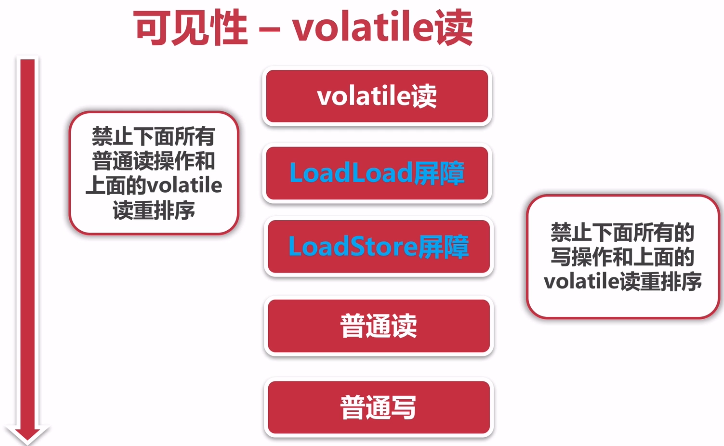 可见性 – volatile读
volatile读
禁止下面所有
普通读操作和
上面的volatile
读重排序
LoadLoad屏障
LoadStore屏障
禁止下面所有的
写操作和上面的
volatile读重排序
普通读
普通写